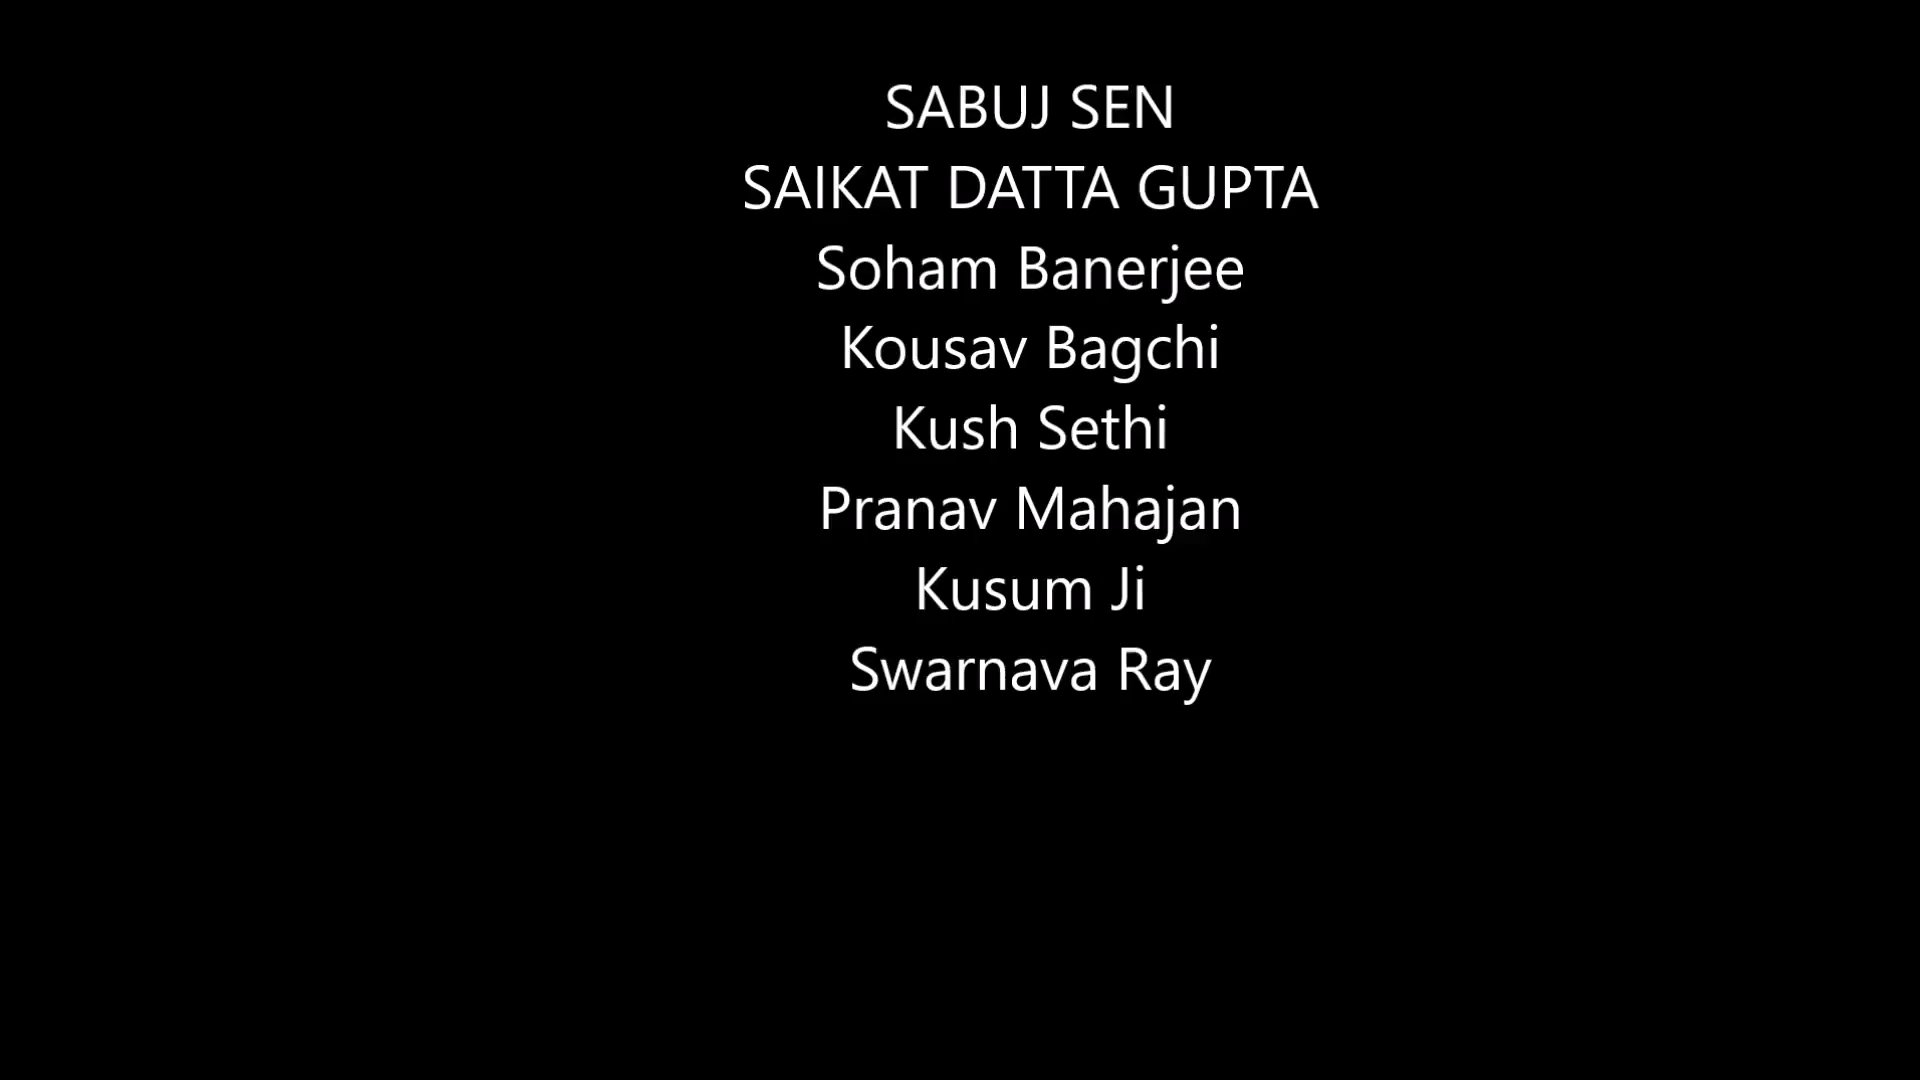 SABUJ SEN
SAIKAT DATTA GUPTA
Soham Banerjee
Kousav Bagchi
Kush Sethi
Pranav Mahajan
Kusum Ji
Swarnava Ray